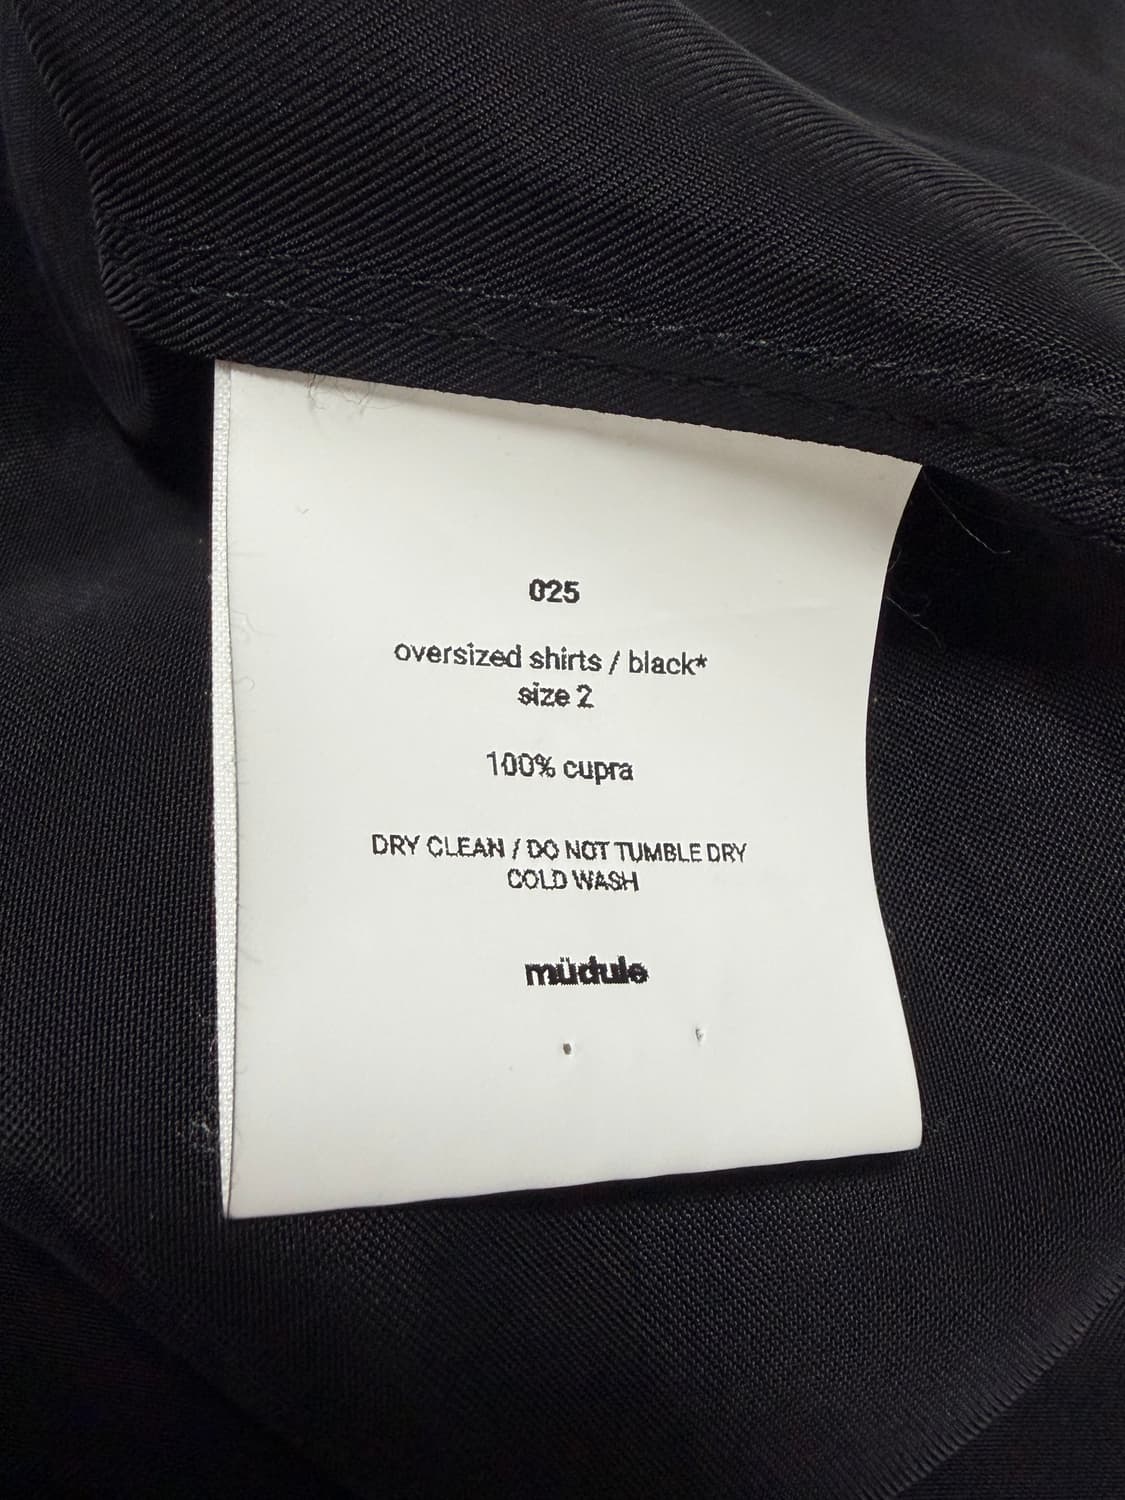 025
oversized shirts / black*
size 2
100% cupra
DRY CLEAN / DO NOT TUMBLE DRY
COLD WASH
müdule